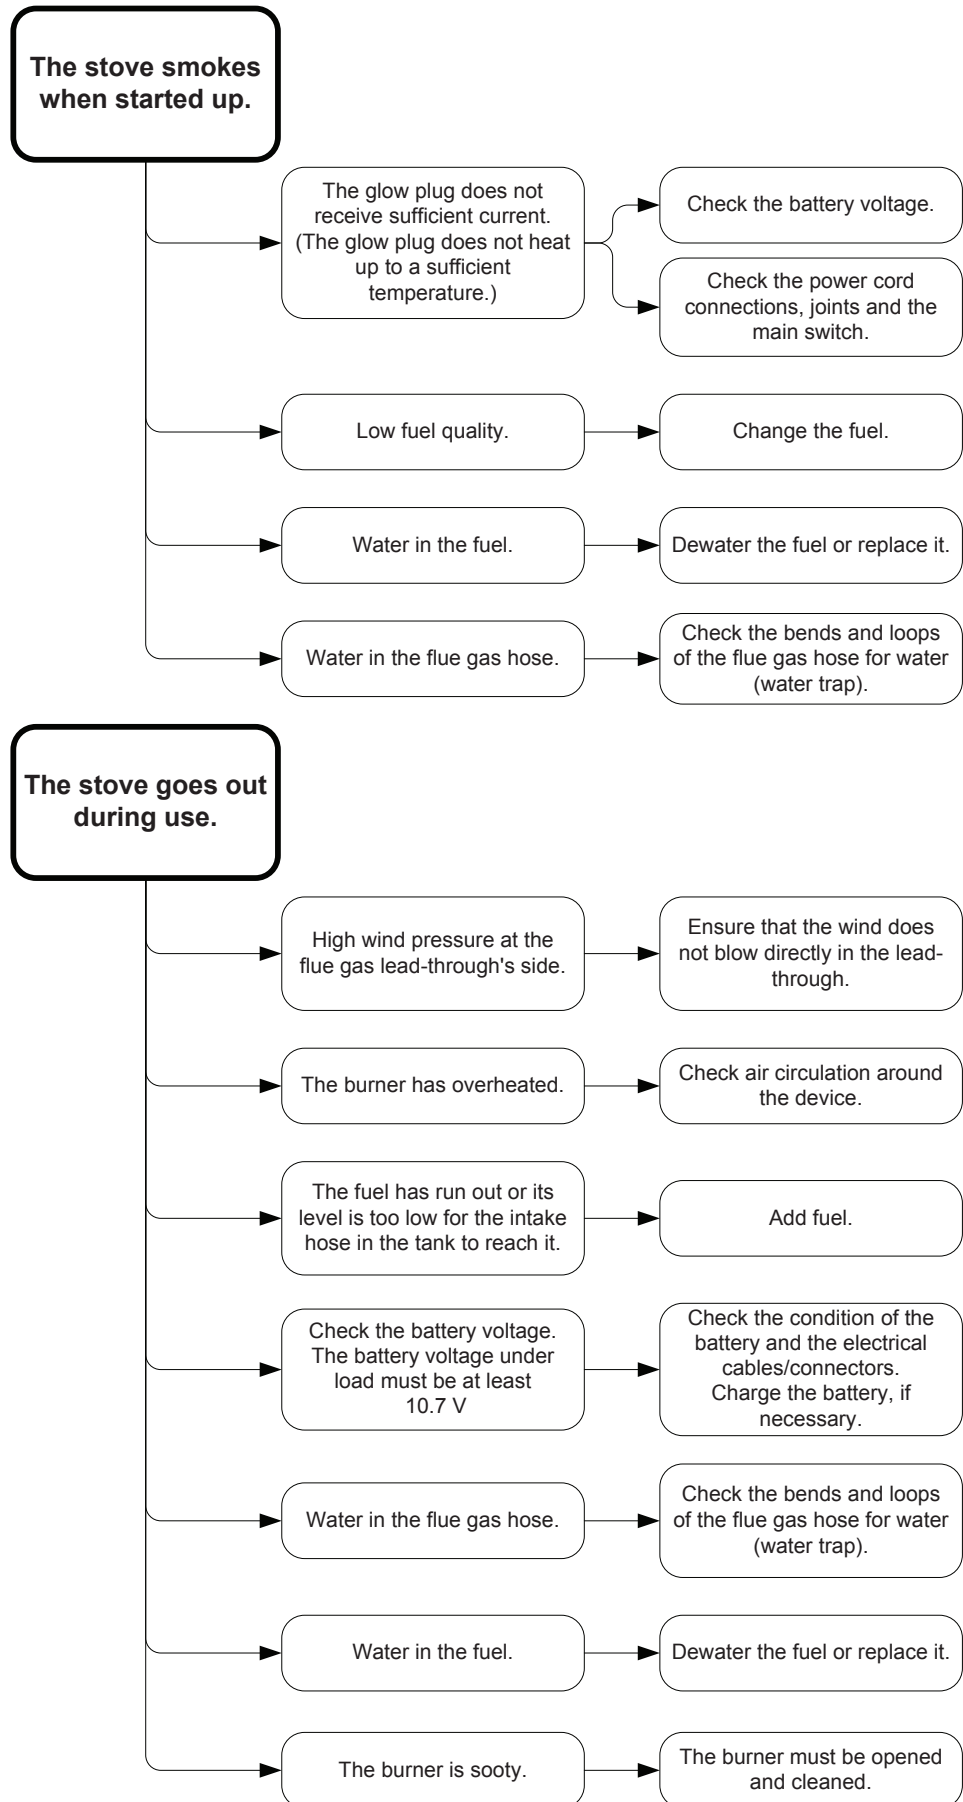 The stove smokes
when started up.
The glow plug does not
receive sufficient current.
(The glow plug does not heat
up to a sufficient
temperature.)
Check the battery voltage.
Check the power cord
connections, joints and the
main switch.
Low fuel quality.
Change the fuel.
Water in the fuel.
Dewater the fuel or replace it.
Water in the flue gas hose.
Check the bends and loops
of the flue gas hose for water
(water trap).
The stove goes out
during use.
High wind pressure at the
flue gas lead-through's side.
Ensure that the wind does
not blow directly in the lead-
through.
The burner has overheated.
Check air circulation around
the device.
The fuel has run out or its
level is too low for the intake
hose in the tank to reach it.
Add fuel.
Check the battery voltage.
The battery voltage under
load must be at least
10.7 V
Check the condition of the
battery and the electrical
cables/connectors.
Charge the battery, if
necessary.
Water in the flue gas hose.
Check the bends and loops
of the flue gas hose for water
(water trap).
Water in the fuel.
Dewater the fuel or replace it.
The burner is sooty.
The burner must be opened
and cleaned.